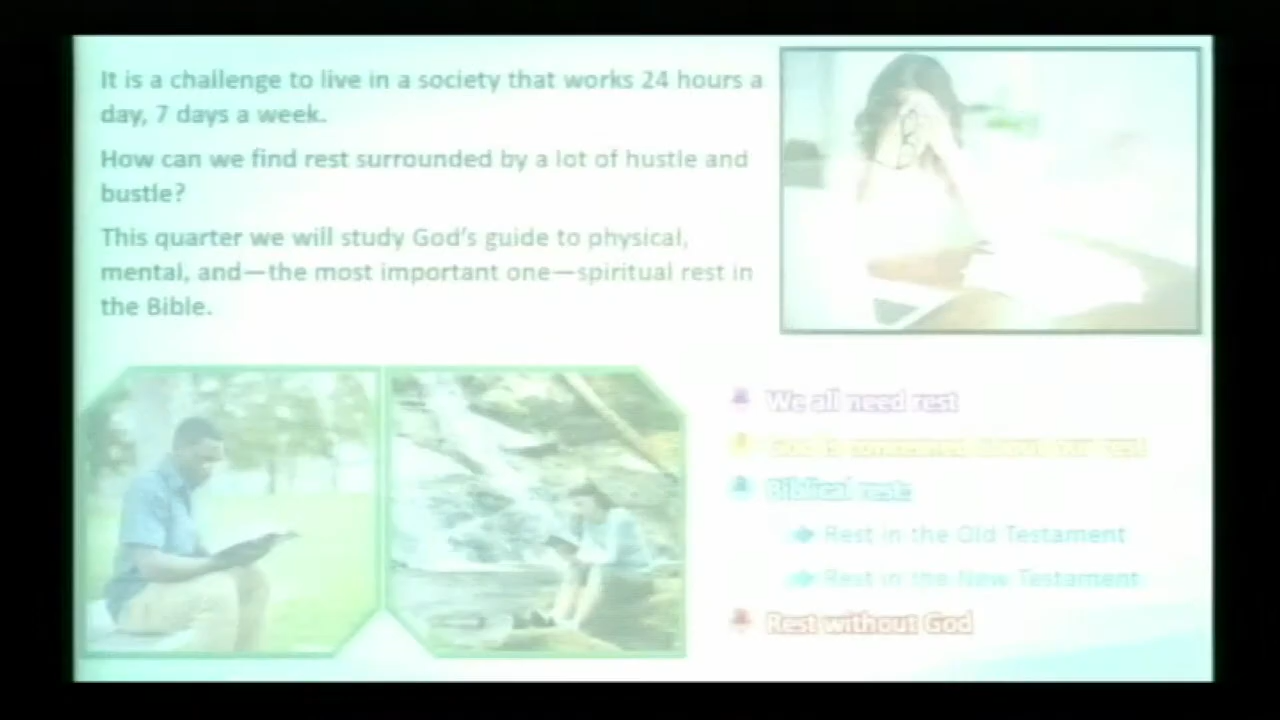 It is a challenge to live in a society that works 24 hours a
day, 7 days a week.
How can we find rest surrounded by a lot of hustle and
bustle?
This quarter we will study God's guide to physical,
mental, and—the most important one—spiritual rest in
the Bible.
We all need rest
Biblical rests
Rest in the Old Testament
Rest in the New Testament
Rest without God